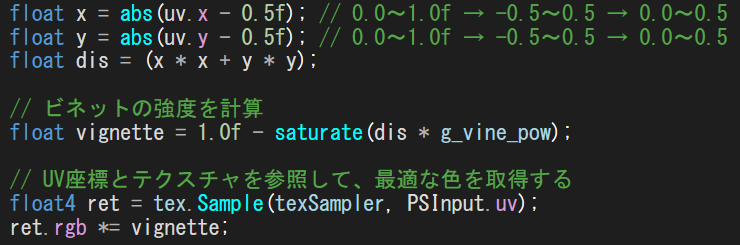 float x = abs(uv.x - 0.5f); // 0.0～1.0f → -0.5～0.5 → 0.0～0.5
float y = abs(uv.y - 0.5f); // 0.0～1.0f → -0.5～0.5 → 0.0～0.5
float dis = (x * x + y * y);
// ビネットの強度を計算
float vignette = 1.0f - saturate(dis * g_vine_pow);
// UV座標とテクスチャを参照して、最適な色を取得する
float4 ret = tex.Sample(texSampler, PSInput.uv);
ret.rgb *= vignette;